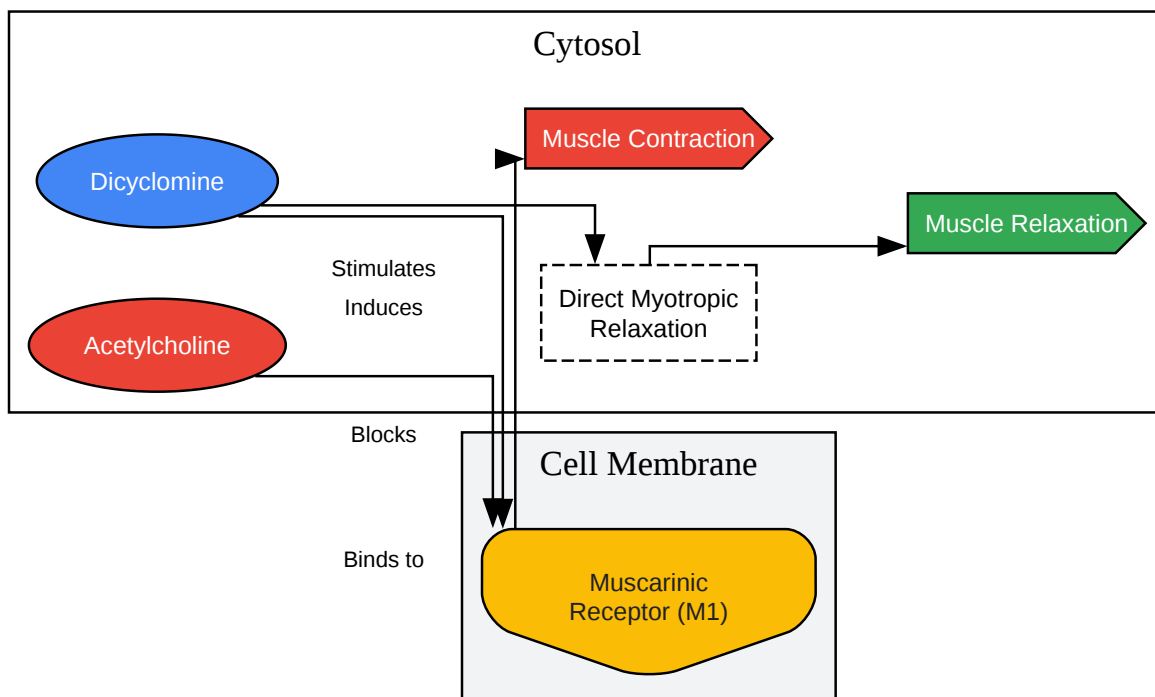 Cytosol
Muscle Contraction
Dicyclomine
Muscle Relaxation
Stimulates
Induces
Direct Myotropic
Relaxation
Acetylcholine
Blocks
Cell Membrane
Binds to
Muscarinic
Receptor (M1)